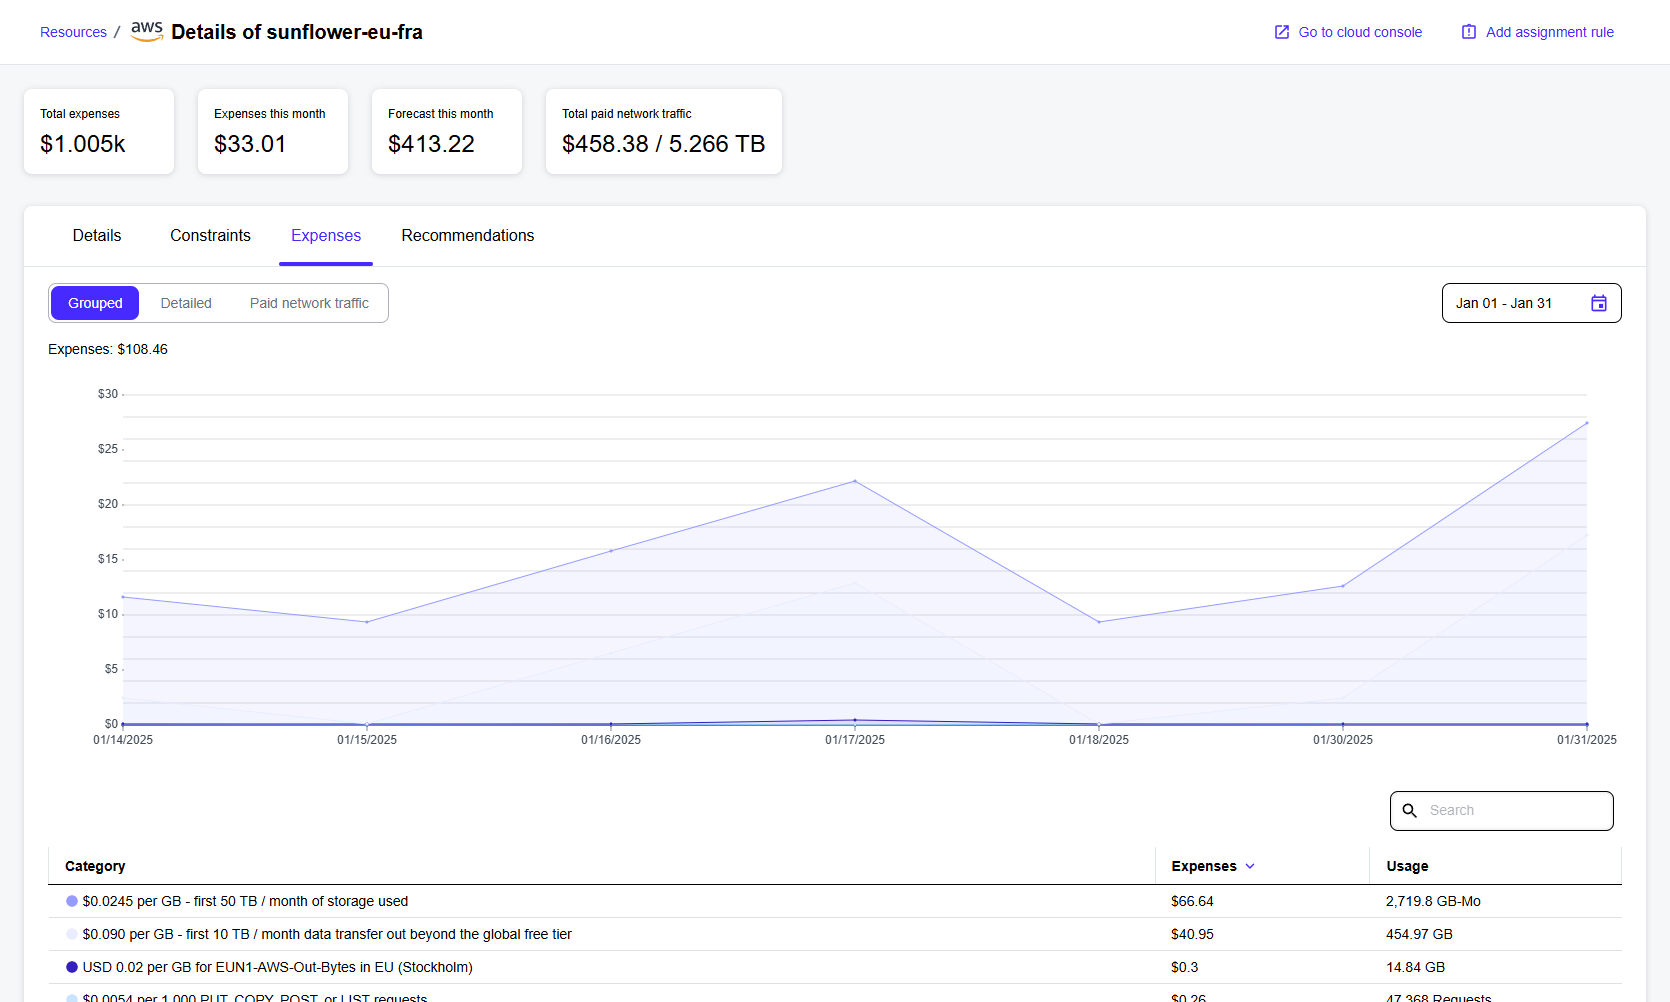 Resources / aws Details of sunflower-eu-fra
Go to cloud console
Add assignment rule
Total expenses
$1.005k
Expenses this month
$33.01
Forecast this month
$413.22
Total paid network traffic
$458.38 / 5.266 TB
Details
Constraints
Expenses
Recommendations
Grouped
Detailed
Paid network traffic
Jan 01 - Jan 31
Expenses: $108.46
$30
$25
$20
$15
$10
$5
$0
01/14/2025
01/15/2025
01/16/2025
01/17/2025
01/18/2025
01/30/2025
01/31/2025
Search
Category Expenses Usage
$0.0245 per GB - first 50 TB / month of storage used $66.64 2,719.8 GB-Mo
$0.090 per GB - first 10 TB / month data transfer out beyond the global free tier $40.95 454.97 GB
USD 0.02 per GB for EUN1-AWS-Out-Bytes in EU (Stockholm) $0.3 14.84 GB
$0.0054 per 1,000 PUT, COPY, POST, or LIST requests $0.26 47,368 Requests